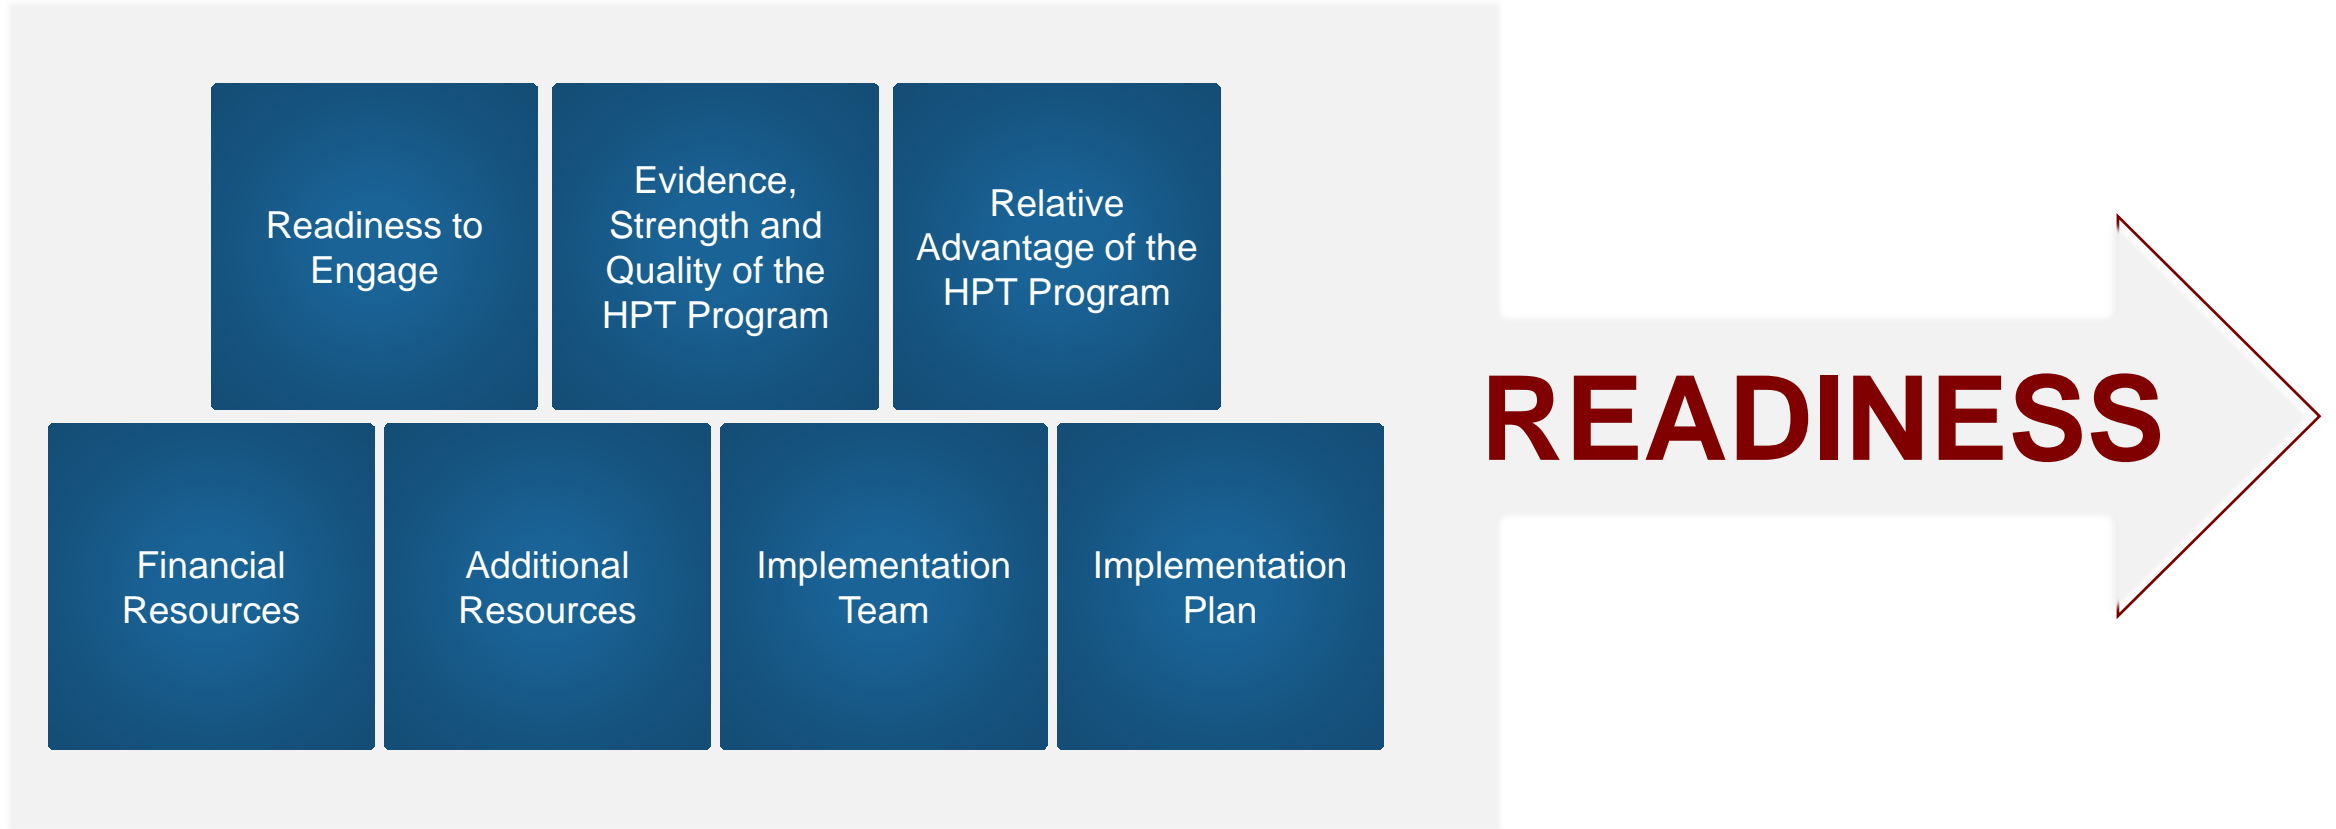 Readiness to
Engage
Evidence,
Strength and
Quality of the
HPT Program
Relative
Advantage of the
HPT Program
Financial
Resources
Additional
Resources
Implementation
Team
Implementation
Plan
READINESS